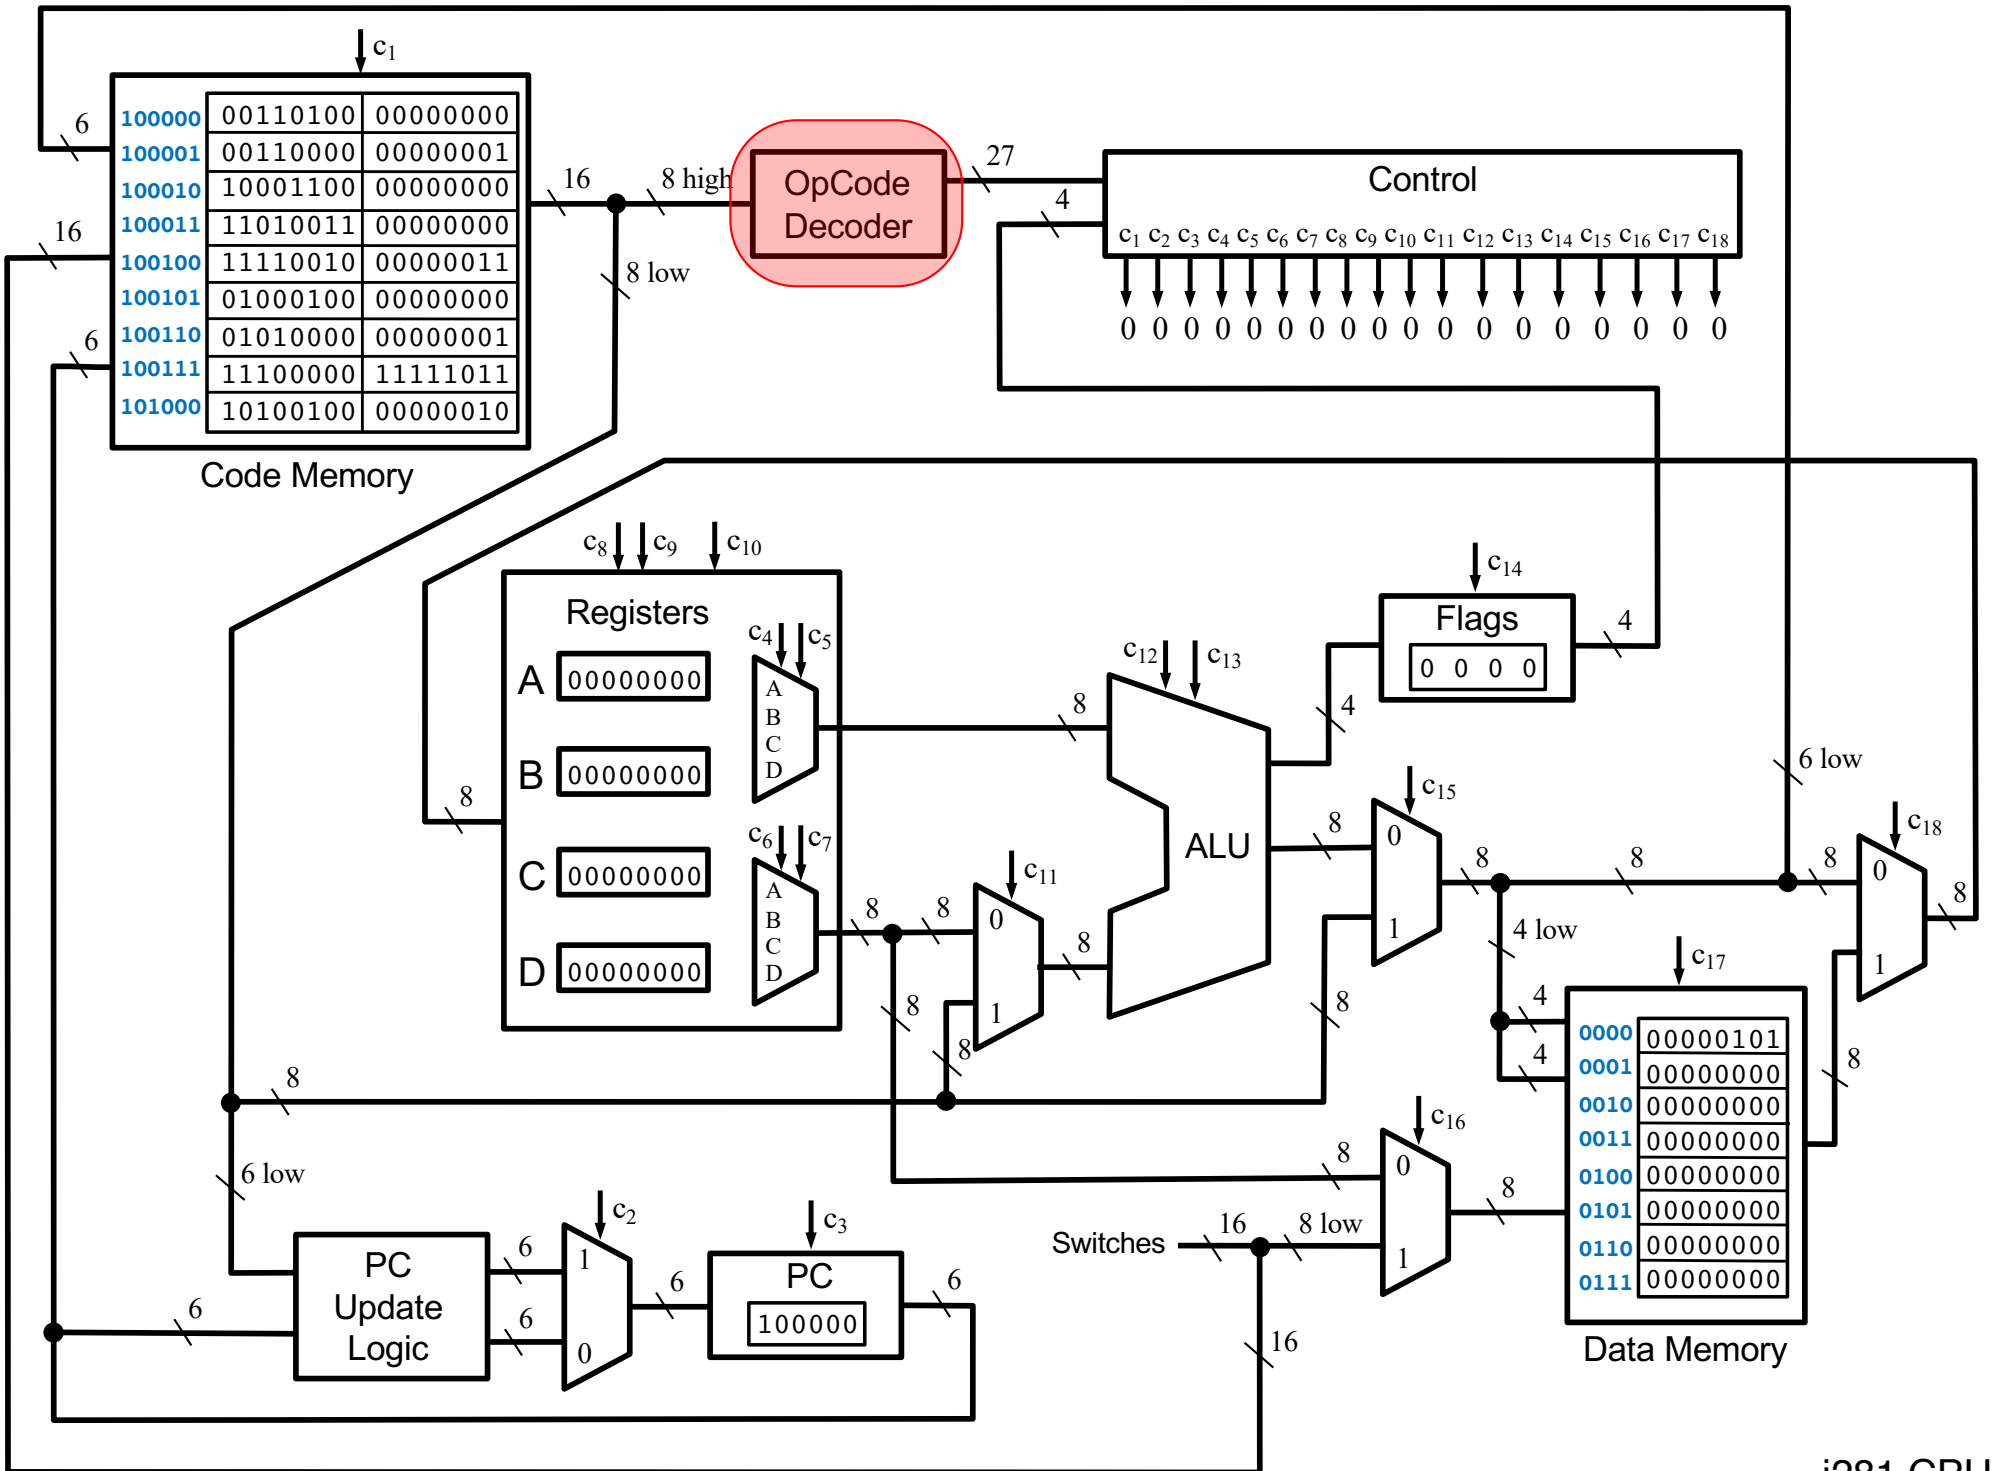 c1
100000 00110100 00000000
100001 00110000 00000001
100010 10001100 00000000
100011 11010011 00000000
100100 11110010 00000011
100101 01000100 00000000
100110 01010000 00000001
100111 11100000 11111011
101000 10100100 00000010
Code Memory
6
16
6
16
8 high
8 low
OpCode
Decoder
27
4
Control
c1 c2 c3 c4 c5 c6 c7 c8 c9 c10 c11 c12 c13 c14 c15 c16 c17 c18
0 0 0 0 0 0 0 0 0 0 0 0 0 0 0 0 0 0
c8 c9 c10
Registers
A 00000000
B 00000000
C 00000000
D 00000000
c4 c5
A
B
C
D
c6 c7
A
B
C
D
8
8
8
8
8
8
c11
0
1
8
8
c12 c13
ALU
4
8
c14
Flags
0 0 0 0
4
c15
0
1
8
8
8
6 low
8
c18
0
1
8
4 low
4
4
c17
0000 00000101
0001 00000000
0010 00000000
0011 00000000
0100 00000000
0101 00000000
0110 00000000
0111 00000000
Data Memory
8
8
c16
0
1
8
8
Switches
16
8 low
16
6 low
6
PC
Update
Logic
6
6
c2
1
0
6
c3
PC
100000
6
i281 CPU